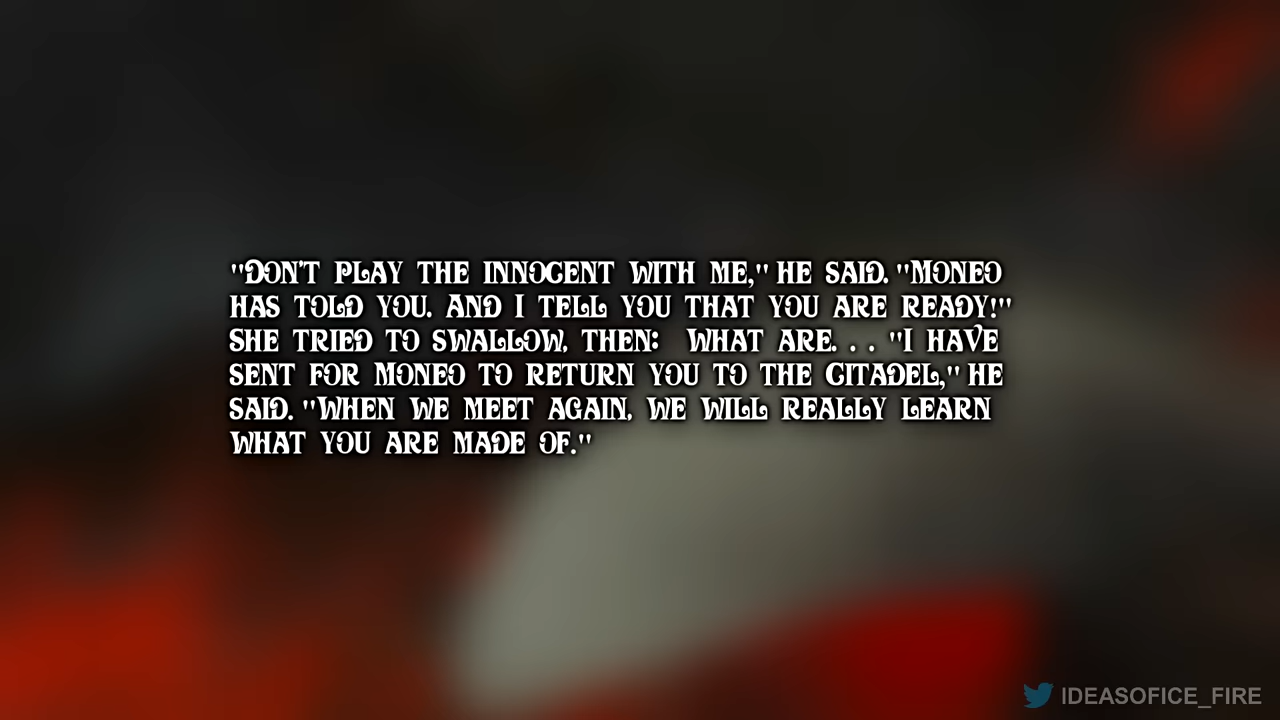 "Don't play the innocent with me," he said. "Moneo
has told you. And I tell you that you are ready!"
She tried to swallow, then: What are. . . "I have
sent for Moneo to return you to the Citadel," he
said. "When we meet again, we will really learn
what you are made of."
IDEASOFICE_FIRE